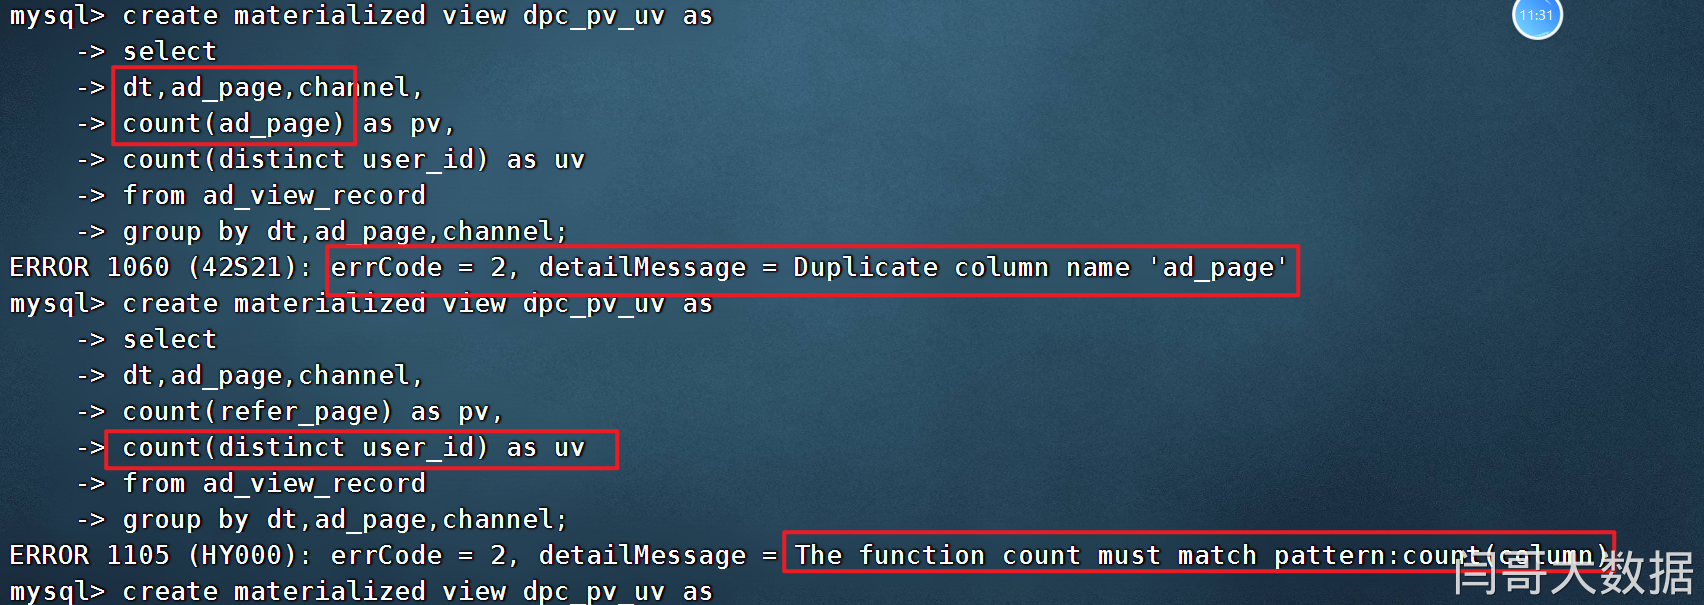 mysql> create materialized view dpc_pv_uv as
11:31
-> select
-> dt,ad_page,channel,
-> count(ad_page) as pv,
-> count(distinct user_id) as uv
-> from ad_view_record
-> group by dt,ad_page,channel;
ERROR 1060 (42S21): errCode = 2, detailMessage = Duplicate column name 'ad_page'
mysql> create materialized view dpc_pv_uv as
-> select
-> dt,ad_page,channel,
-> count(refer_page) as pv,
-> count(distinct user_id) as uv
-> from ad_view_record
-> group by dt,ad_page,channel;
ERROR 1105 (HY000): errCode = 2, detailMessage = The function count must match pattern:count(column)
闫哥大数据
mysql> create materialized view dpc_pv_uv as